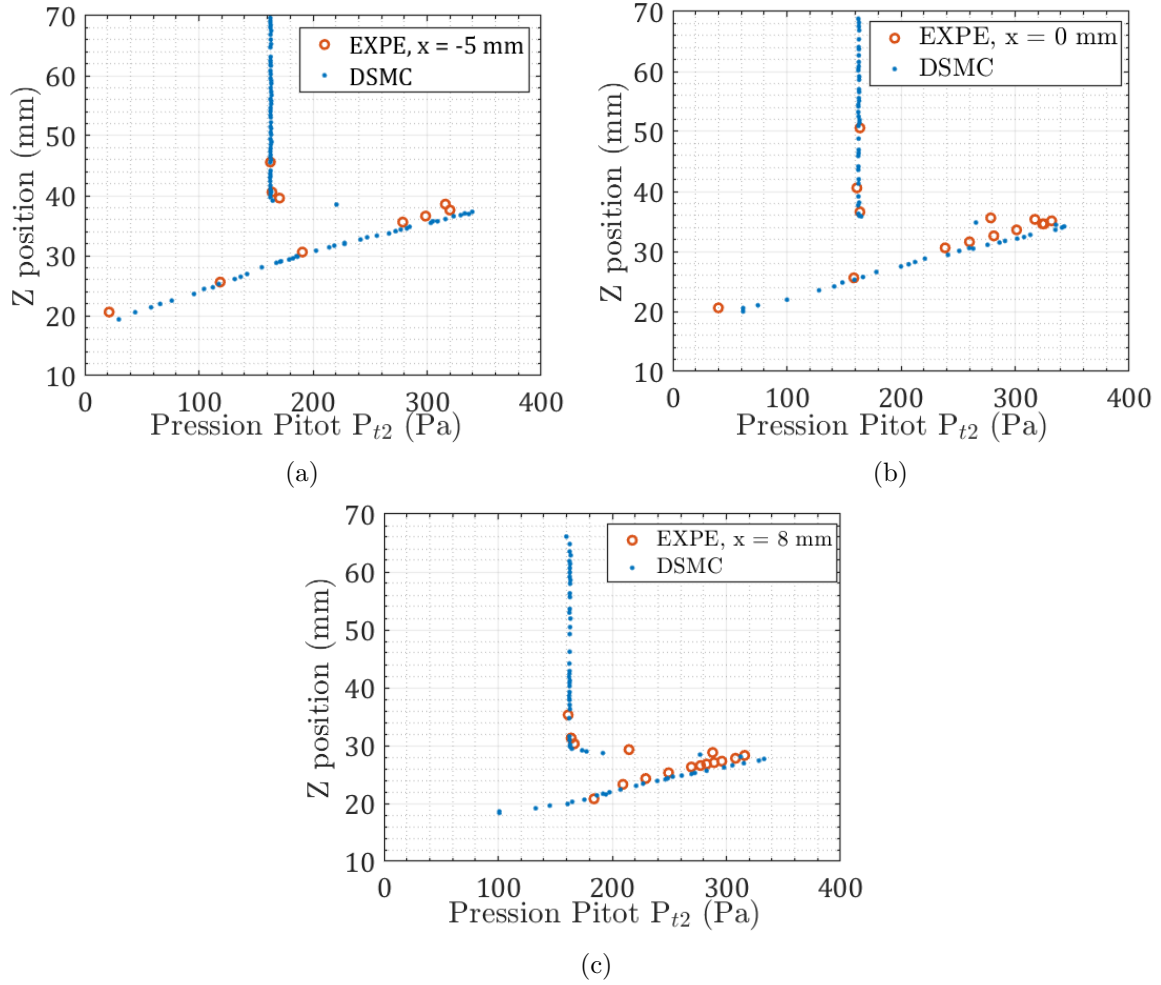 70
60
50
40
30
20
10
Z position (mm)
EXPE, x = -5 mm
DSMC
0 100 200 300 400
Pression Pitot Pt2 (Pa)
(a)
70
60
50
40
30
20
10
Z position (mm)
EXPE, x = 0 mm
DSMC
0 100 200 300 400
Pression Pitot Pt2 (Pa)
(b)
70
60
50
40
30
20
10
Z position (mm)
EXPE, x = 8 mm
DSMC
0 100 200 300 400
Pression Pitot Pt2 (Pa)
(c)